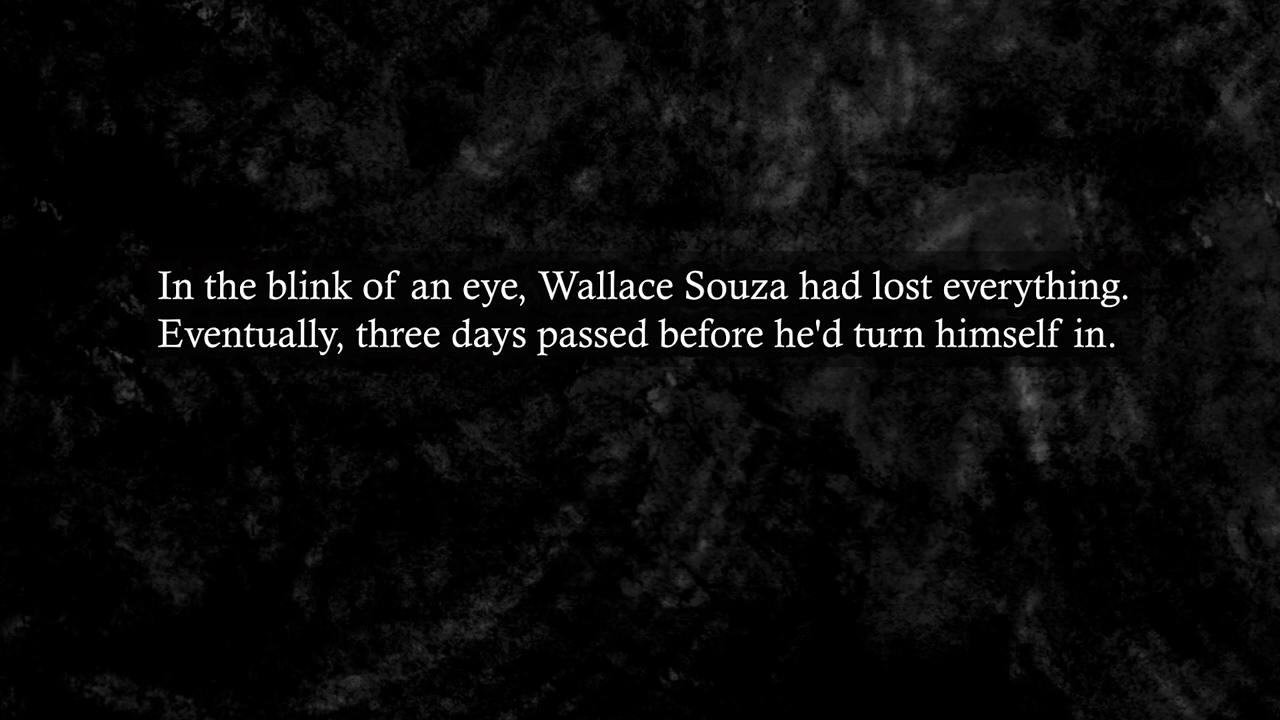 In the blink of an eye, Wallace Souza had lost everything.
Eventually, three days passed before he'd turn himself in.